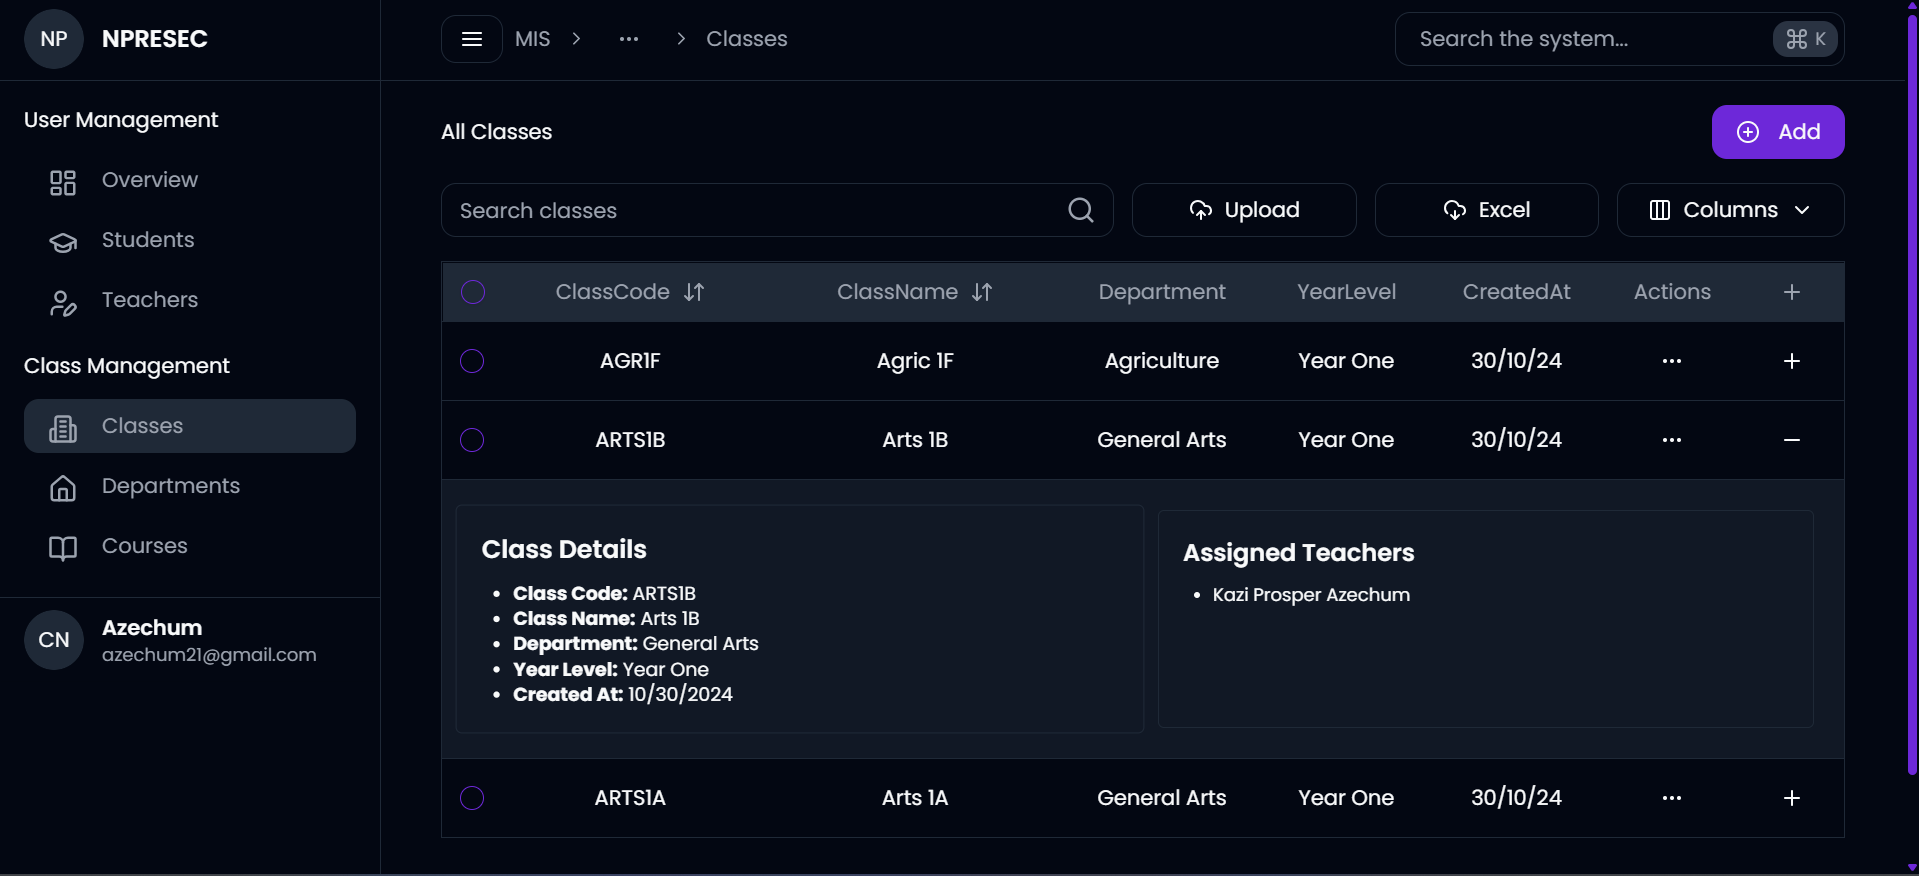 NP NPRESEC
MIS ... Classes
Search the system... ⌘ K
User Management
Overview
Students
Teachers
Class Management
Classes
Departments
Courses
CN Azechum
azechum21@gmail.com
All Classes
Add
Search classes Upload Excel Columns
ClassCode ClassName Department YearLevel CreatedAt Actions +
AGR1F Agric 1F Agriculture Year One 30/10/24 ... +
ARTS1B Arts 1B General Arts Year One 30/10/24 ... −
Class Details
• Class Code: ARTS1B
• Class Name: Arts 1B
• Department: General Arts
• Year Level: Year One
• Created At: 10/30/2024
Assigned Teachers
• Kazi Prosper Azechum
ARTS1A Arts 1A General Arts Year One 30/10/24 ... +